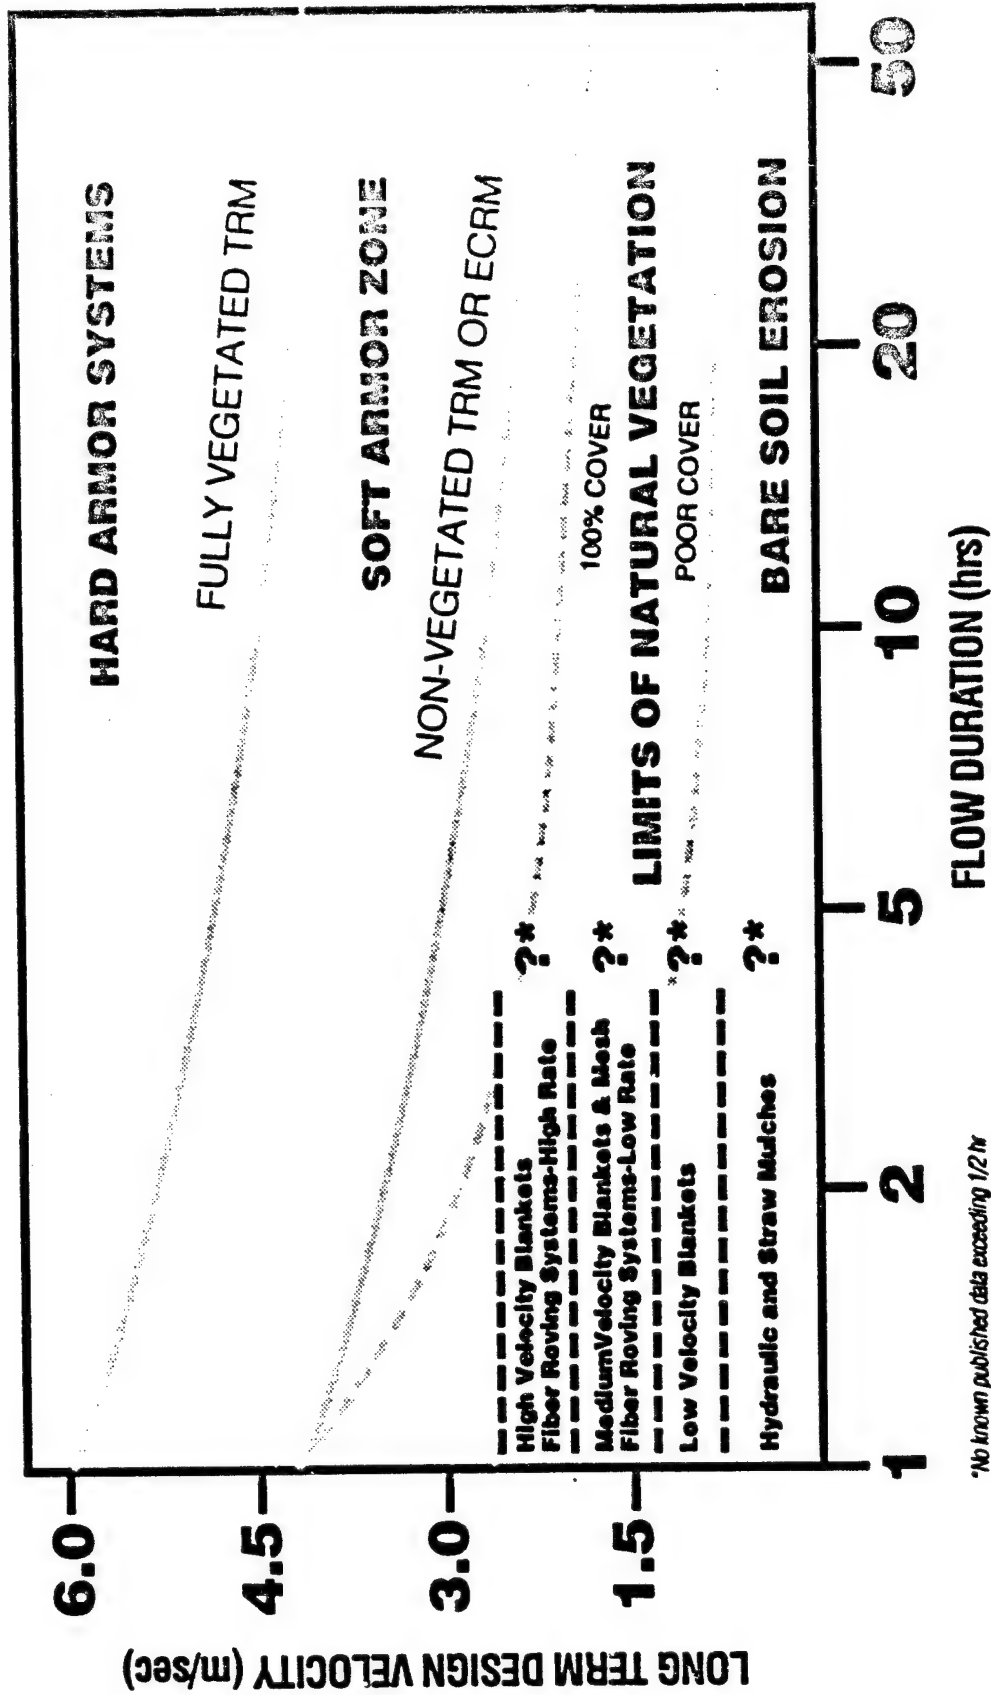 LONG TERM DESIGN VELOCITY (m/sec)
6.0
4.5
3.0
1.5
HARD ARMOR SYSTEMS
FULLY VEGETATED TRM
SOFT ARMOR ZONE
NON-VEGETATED TRM OR ECRM
100% COVER
LIMITS OF NATURAL VEGETATION
POOR COVER
BARE SOIL EROSION
High Velocity Blankets
Fiber Roving Systems-High Rate
?*
MediumVelocity Blankets & Mesh
Fiber Roving Systems-Low Rate
?*
Low Velocity Blankets
?*
Hydraulic and Straw Mulches
?*
1
2
5
10
20
50
FLOW DURATION (hrs)
*No known published data exceeding 1/2 hr